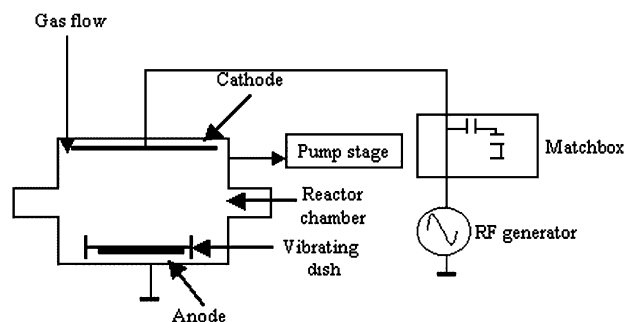 Gas flow
Cathode
Pump stage
Matchbox
Reactor
chamber
RF generator
Vibrating
dish
Anode